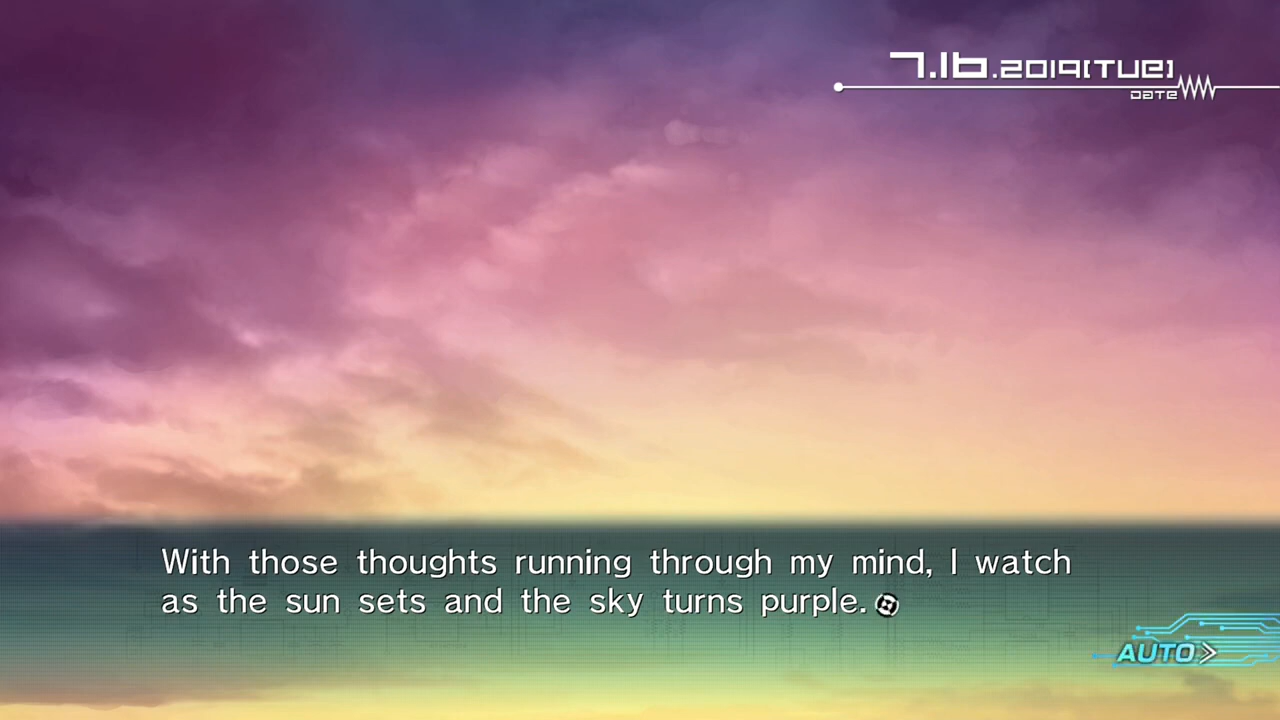 7.16.2019[TUE]
DATE
With those thoughts running through my mind, I watch
as the sun sets and the sky turns purple.
AUTO